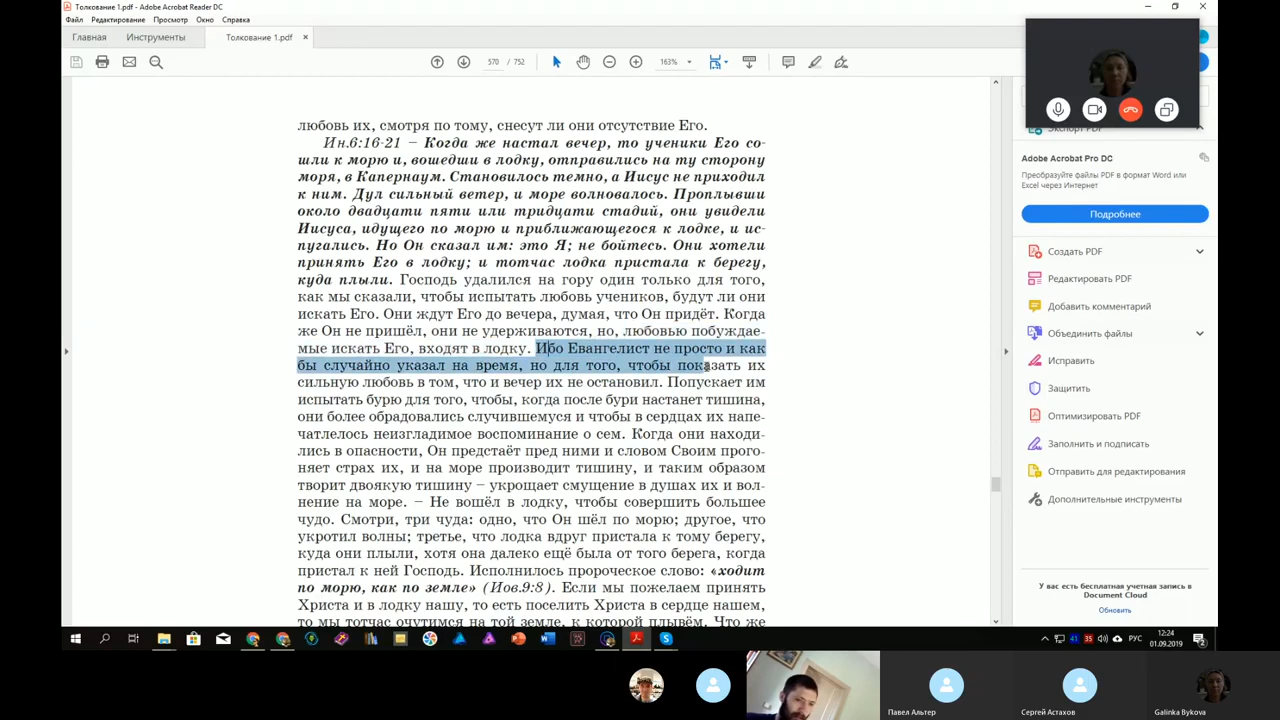 Толкование 1.pdf - Adobe Acrobat Reader DC
Файл Редактирование Просмотр Окно Справка
Главная Инструменты Толкование 1.pdf
570 / 752 163%
любовь их, смотря по тому, снесут ли они отсутствие Его.
Ин.6:16-21 – Когда же настал вечер, то ученики Его со-
шли к морю и, вошедши в лодку, отправились на ту сторону
моря, в Капернаум. Становилось темно, а Иисус не приходил
к ним. Дул сильный ветер, и море волновалось. Проплывши
около двадцати пяти или тридцати стадий, они увидели
Иисуса, идущего по морю и приближающегося к лодке, и ис-
пугались. Но Он сказал им: это Я; не бойтесь. Они хотели
принять Его в лодку; и тотчас лодка пристала к берегу,
куда плыли. Господь удалился на гору один только для того,
как мы сказали, чтобы испытать любовь учеников, будут ли они
искать Его. Они ждут Его до вечера, думая, что Он придёт. Когда
же Он не пришёл, они не удерживаются, но, любовью побуждае-
мые искать Его, входят в лодку. Ибо Евангелист не просто и как
бы случайно указал на время, но для того, чтобы показать их
сильную любовь в том, что и вечер их не остановил. Попускает им
испытать бурю для того, чтобы, когда после бури настанет тишина,
они более обрадовались случившемуся и чтобы в сердцах их напе-
чатлелось неизгладимое воспоминание о сем. Когда они находи-
лись в опасности, Он предстаёт пред ними и словом Своим прого-
няет страх их, и на море производит тишину, и таким образом
творит двоякую тишину – укрощает смущение в душах их и вол-
нение на море. – Не вошёл в лодку, чтобы совершить большее
чудо. Смотри, три чуда: одно, что Он шёл по морю; другое, что
укротил волны; третье, что лодка вдруг пристала к тому берегу,
куда они плыли, хотя она далеко ещё была от того берега, когда
пристал к ней Господь. Исполнилось пророческое слово: «ходит
по морю, как по земле» (Иов.9:8). Если мы пожелаем принять
Христа и в лодку нашу, то есть поселить Христа в сердце нашем,
то мы тотчас очутимся на той земле, к которой плывём. Что же
Экспорт PDF
Adobe Acrobat Pro DC
Преобразуйте файлы PDF в формат Word или
Excel через Интернет
Подробнее
Создать PDF
Редактировать PDF
Добавить комментарий
Объединить файлы
Исправить
Защитить
Оптимизировать PDF
Заполнить и подписать
Отправить для редактирования
Дополнительные инструменты
У вас есть бесплатная учетная запись в
Document Cloud
Обновить
41 35 РУС 12:24
01.09.2019
2
Павел Альтер Сергей Астахов Galinka Bykova